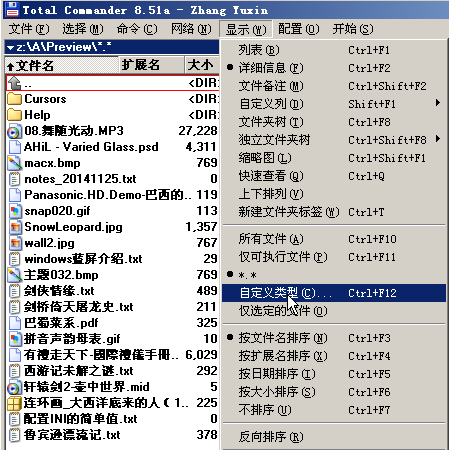 Total Commander 8.51a - Zhang Yuxin
文件(F) 选择(M) 命令(C) 网络(N) 显示(W) 配置(O) 开始(S)
z:\A\Preview\*.*
文件名 扩展名 大小
.. <DIR
Cursors <DIR
Help <DIR
08.舞随光动.MP3 27,228
AHiL - Varied Glass.psd 4,311
macx.bmp 769
notes_20141125.txt 10
Panasonic.HD.Demo-巴西的.. 119
snap020.gif 113
SnowLeopard.jpg 1,357
wall2.jpg 767
windows蓝屏介绍.txt 29
主题032.bmp 769
剑侠情缘.txt 489
剑桥倚天屠龙史.txt 211
巴蜀菜系.pdf 325
拼音声韵母表.gif 10
有禮走天下-國際禮儀手冊.. 6,029
西游记未解之谜.txt 292
轩辕剑2-壶中世界.mid 5
连环画_大西洋底来的人（ 225
配置INI的简单值.txt 10
鲁宾逊漂流记.txt 378
列表(B) Ctrl+F1
详细信息(F) Ctrl+F2
文件备注(M) Ctrl+Shift+F2
自定义列(D) Shift+F1
文件夹树(T) Ctrl+F8
独立文件夹树 Ctrl+Shift+F8
缩略图(L) Ctrl+Shift+F1
快速查看(Q) Ctrl+Q
上下排列(V)
新建文件夹标签(W) Ctrl+T
所有文件(A) Ctrl+F10
仅可执行文件(P) Ctrl+F11
*.*
自定义类型(C)... Ctrl+F12
仅选定的文件(O)
按文件名排序(N) Ctrl+F3
按扩展名排序(X) Ctrl+F4
按日期排序(I) Ctrl+F5
按大小排序(S) Ctrl+F6
不排序(U) Ctrl+F7
反向排序(R)